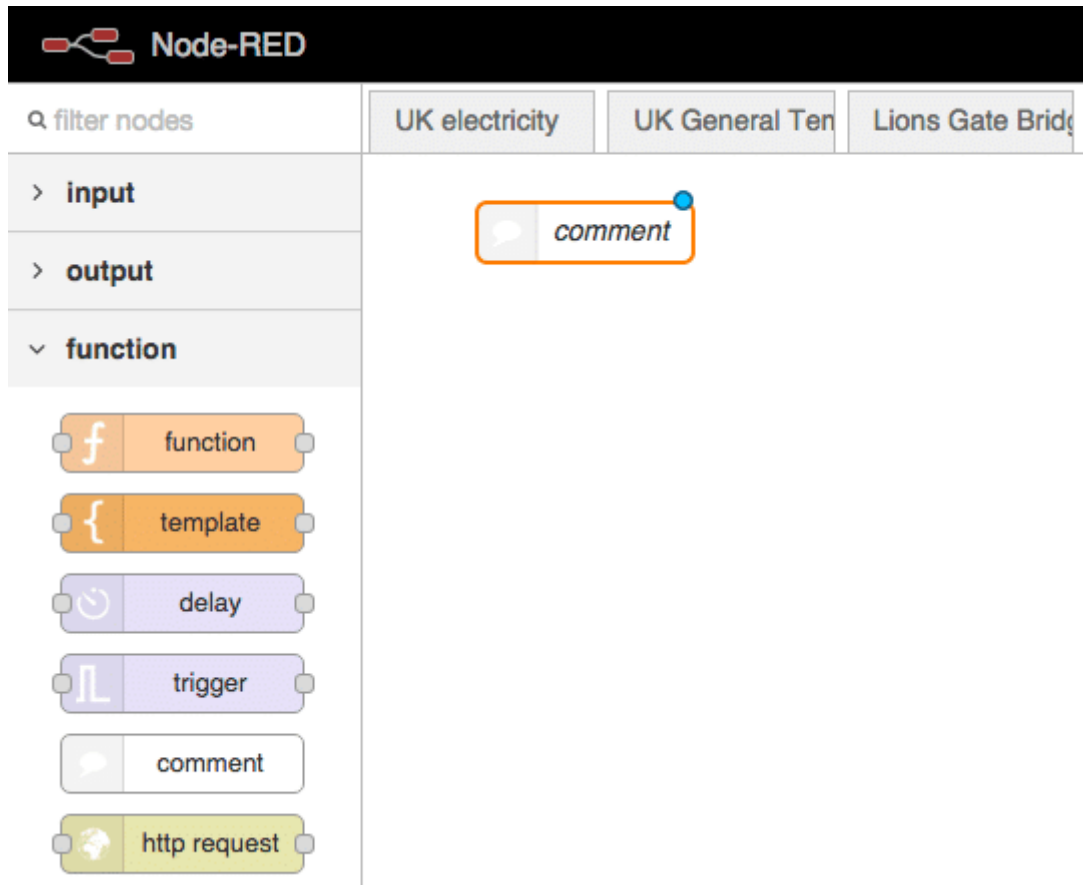 Node-RED
filter nodes
UK electricity
UK General Ten
Lions Gate Bridg
input
comment
output
function
function
template
delay
trigger
comment
http request